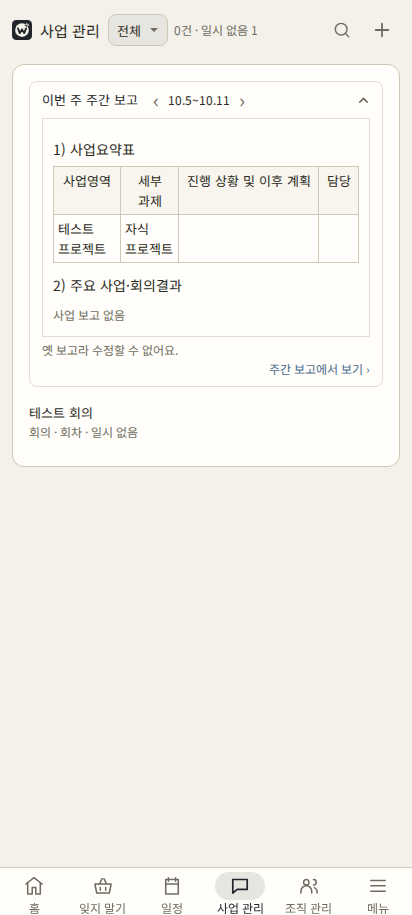 사업 관리 전체 0건 · 일시 없음 1
이번 주 주간 보고 ‹ 10.5~10.11 ›
1) 사업요약표
사업영역 세부 과제 진행 상황 및 이후 계획 담당
테스트 프로젝트 자식 프로젝트
2) 주요 사업·회의결과
사업 보고 없음
옛 보고라 수정할 수 없어요.
주간 보고에서 보기 ›
테스트 회의
회의 · 회차 · 일시 없음
홈 잊지 말기 일정 사업 관리 조직 관리 메뉴